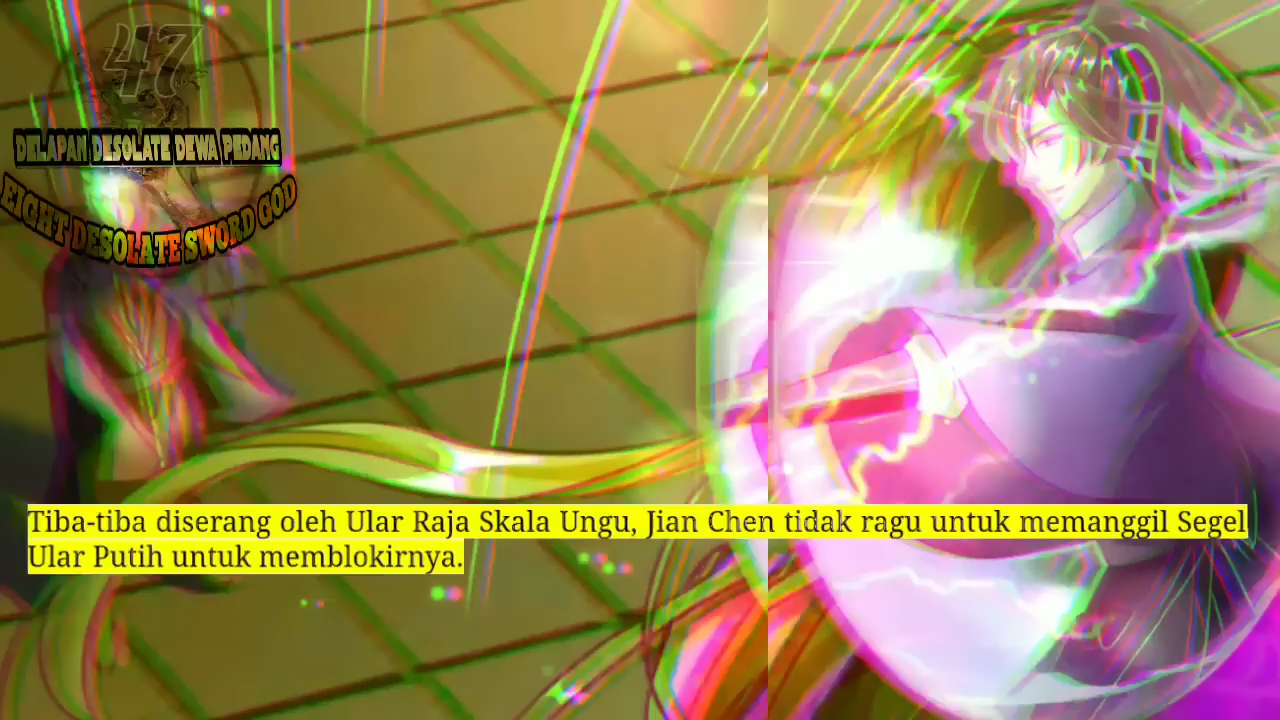 47
DELAPAN DESOLATE DEWA PEDANG
EIGHT DESOLATE SWORD GOD
Tiba-tiba diserang oleh Ular Raja Skala Ungu, Jian Chen tidak ragu untuk memanggil Segel
Ular Putih untuk memblokirnya.